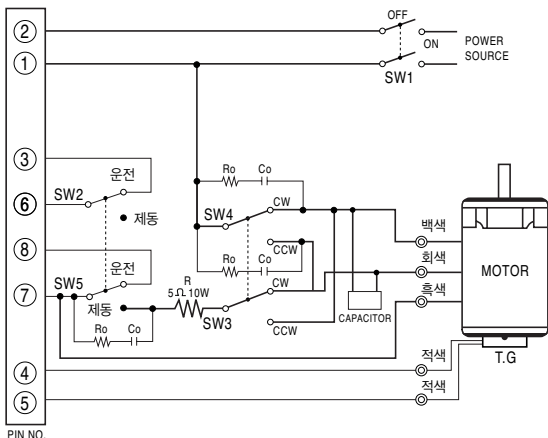 ② OFF
ON POWER
SOURCE
① SW1
③
운전
⑥ SW2
제동
⑧
운전
⑦ SW5
제동
Ro Co
R
5Ω 10W
SW3
Ro Co
SW4 CW
CCW
Ro Co
CW
CCW
CAPACITOR
백색
회색
흑색
MOTOR
적색
T.G
④
적색
⑤
PIN NO.